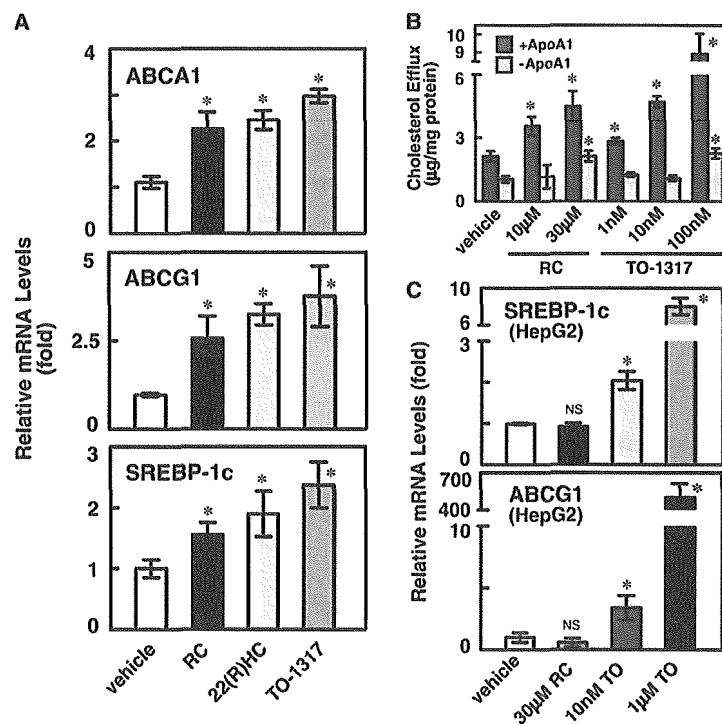 A
Relative mRNA Levels
(fold)
ABCA1
4
2
0
ABCG1
5
2.5
0
SREBP-1c
3
2
1
0
*
*
*
*
*
*
*
*
*
vehicle
RC
22(R)HC
TO-1317
B
Cholesterol Efflux
(µg/mg protein)
10
9
6
3
0
+ApoA1
-ApoA1
*
*
*
*
*
*
*
vehicle
10µM
30µM
1nM
10nM
100nM
RC
TO-1317
C
Relative mRNA Levels (fold)
SREBP-1c
(HepG2)
10
6
3
0
NS
*
*
ABCG1
(HepG2)
700
400
10
0
NS
*
*
vehicle
30µM RC
10nM TO
1µM TO